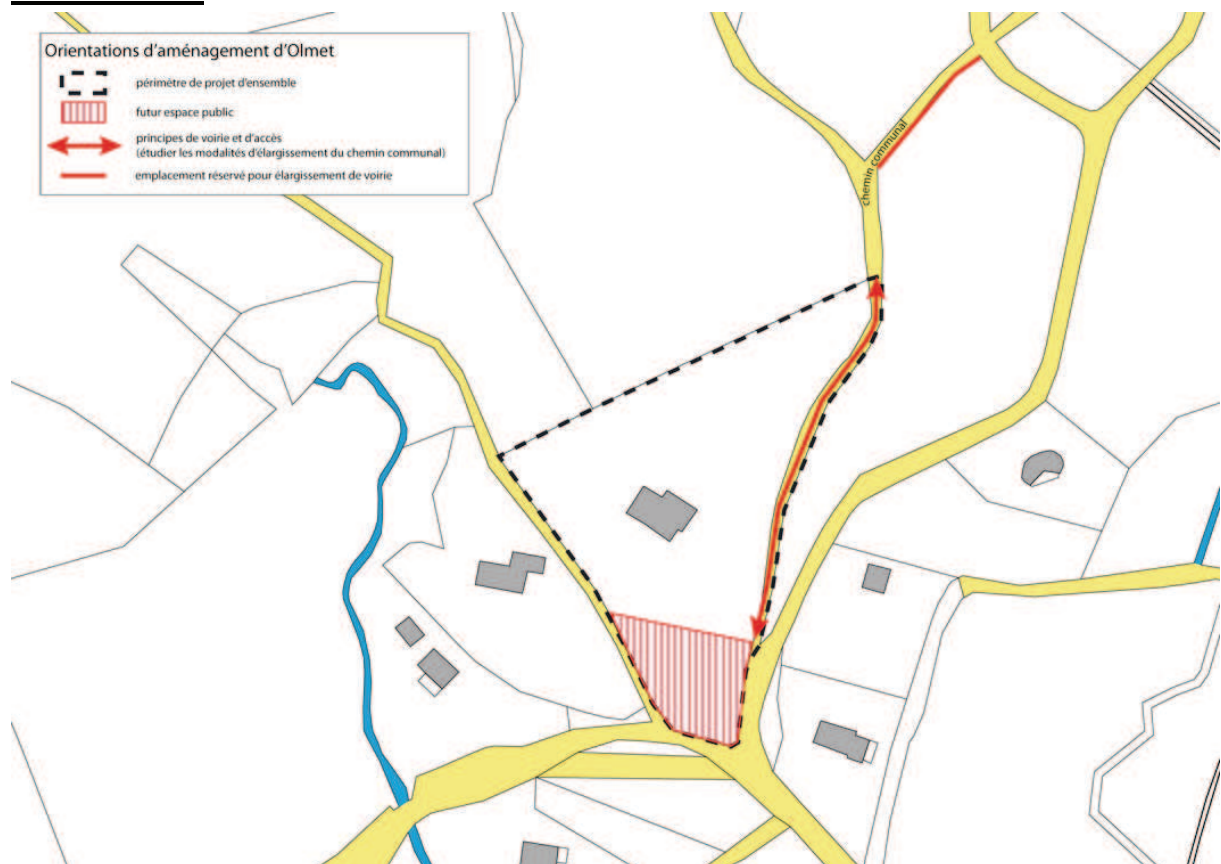 Orientations d'aménagement d'Olmet
périmètre de projet d'ensemble
futur espace public
principes de voirie et d'accès
(étudier les modalités d'élargissement du chemin communal)
emplacement réservé pour élargissement de voirie
chemin communal